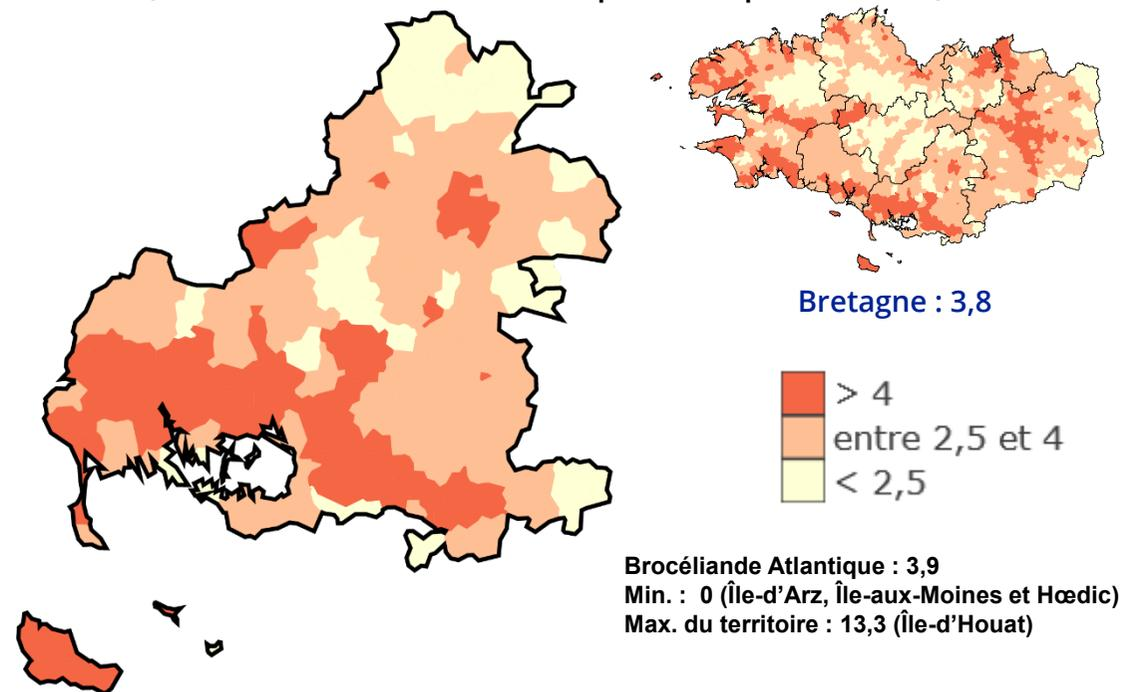 Bretagne : 3,8
> 4
entre 2,5 et 4
< 2,5
Brocéliande Atlantique : 3,9
Min. : 0 (Île-d’Arz, Île-aux-Moines et Hœdic)
Max. du territoire : 13,3 (Île-d’Houat)